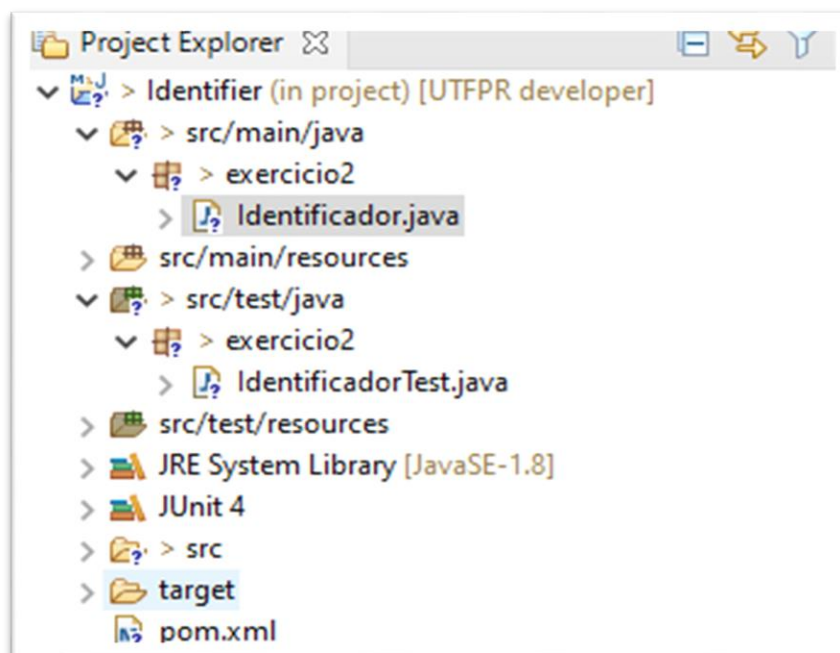 Project Explorer
> Identifier (in project) [UTFPR developer]
> src/main/java
> exercicio2
Identificador.java
src/main/resources
> src/test/java
> exercicio2
IdentificadorTest.java
src/test/resources
JRE System Library [JavaSE-1.8]
JUnit 4
> src
target
pom.xml